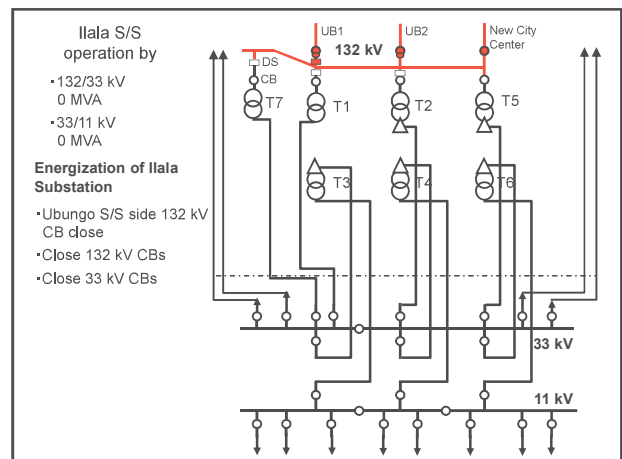 Ilala S/S
operation by
・132/33 kV
0 MVA
・33/11 kV
0 MVA
Energization of Ilala
Substation
・Ubungo S/S side 132 kV
CB close
・Close 132 kV CBs
・Close 33 kV CBs
UB1
UB2
New City
Center
132 kV
DS
CB
T7
T1
T2
T5
T3
T4
T6
33 kV
11 kV